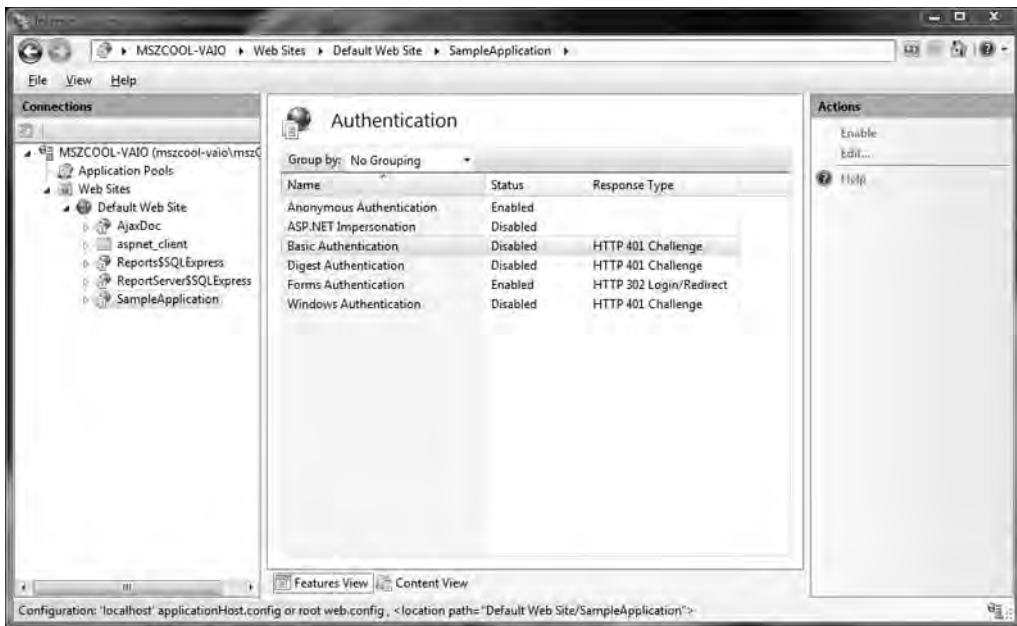 MSZCOOL-VAIO Web Sites Default Web Site SampleApplication
File View Help
Connections
MSZCOOL-VAIO (mszcool-vaio\msz
Application Pools
Web Sites
Default Web Site
AjaxDoc
aspnet_client
Reports$SQLExpress
ReportServer$SQLExpress
SampleApplication
Authentication
Group by: No Grouping
Name Status Response Type
Anonymous Authentication Enabled
ASP.NET Impersonation Disabled
Basic Authentication Disabled HTTP 401 Challenge
Digest Authentication Disabled HTTP 401 Challenge
Forms Authentication Enabled HTTP 302 Login/Redirect
Windows Authentication Disabled HTTP 401 Challenge
Features View Content View
Actions
Enable
Edit...
Help
Configuration: 'localhost' applicationHost.config or root web.config , <location path="Default Web Site/SampleApplication">